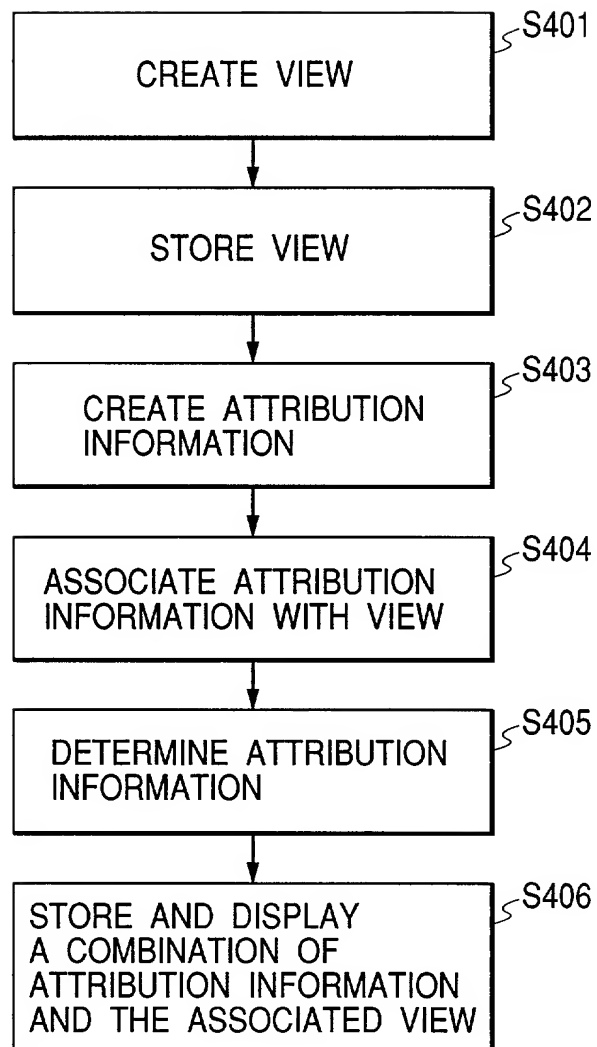 S401
CREATE VIEW
S402
STORE VIEW
S403
CREATE ATTRIBUTION
INFORMATION
S404
ASSOCIATE ATTRIBUTION
INFORMATION WITH VIEW
S405
DETERMINE ATTRIBUTION
INFORMATION
S406
STORE AND DISPLAY
A COMBINATION OF
ATTRIBUTION INFORMATION
AND THE ASSOCIATED VIEW